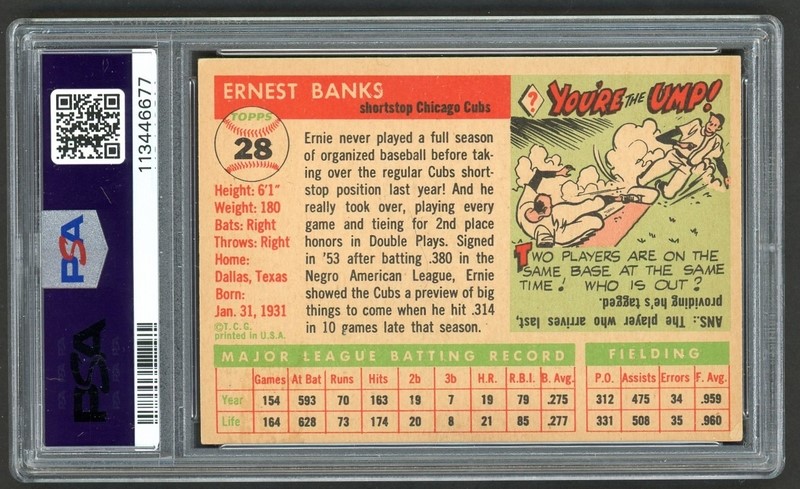 113446677
PSA
PSA
ERNEST BANKS
shortstop Chicago Cubs
TOPPS
28
Height: 6'1"
Weight: 180
Bats: Right
Throws: Right
Home:
Dallas, Texas
Born:
Jan. 31, 1931
©T.C.G.
printed in U.S.A.
Ernie never played a full season
of organized baseball before tak-
ing over the regular Cubs short-
stop position last year! And he
really took over, playing every
game and tieing for 2nd place
honors in Double Plays. Signed
in '53 after batting .380 in the
Negro American League, Ernie
showed the Cubs a preview of big
things to come when he hit .314
in 10 games late that season.
? YOU'RE THE UMP!
TWO PLAYERS ARE ON THE
SAME BASE AT THE SAME
TIME! WHO IS OUT?
ANS.: The player who arrives last,
providing he's tagged.
MAJOR LEAGUE BATTING RECORD FIELDING
Games At Bat Runs Hits 2b 3b H.R. R.B.I. B. Avg. P.O. Assists Errors F. Avg.
Year 154 593 70 163 19 7 19 79 .275 312 475 34 .959
Life 164 628 73 174 20 8 21 85 .277 331 508 35 .960